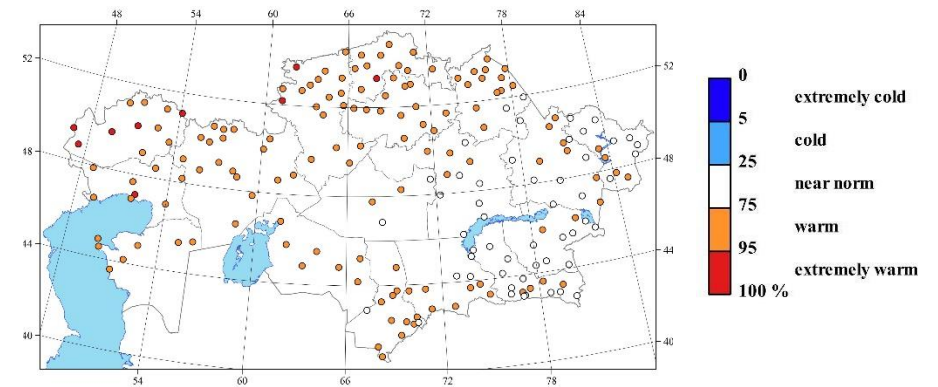 48 54 60 66 72 78 84
52 52
48 48
44 44
40 40
54 60 66 72 78
0
extremely cold
5
cold
25
near norm
75
warm
95
extremely warm
100 %